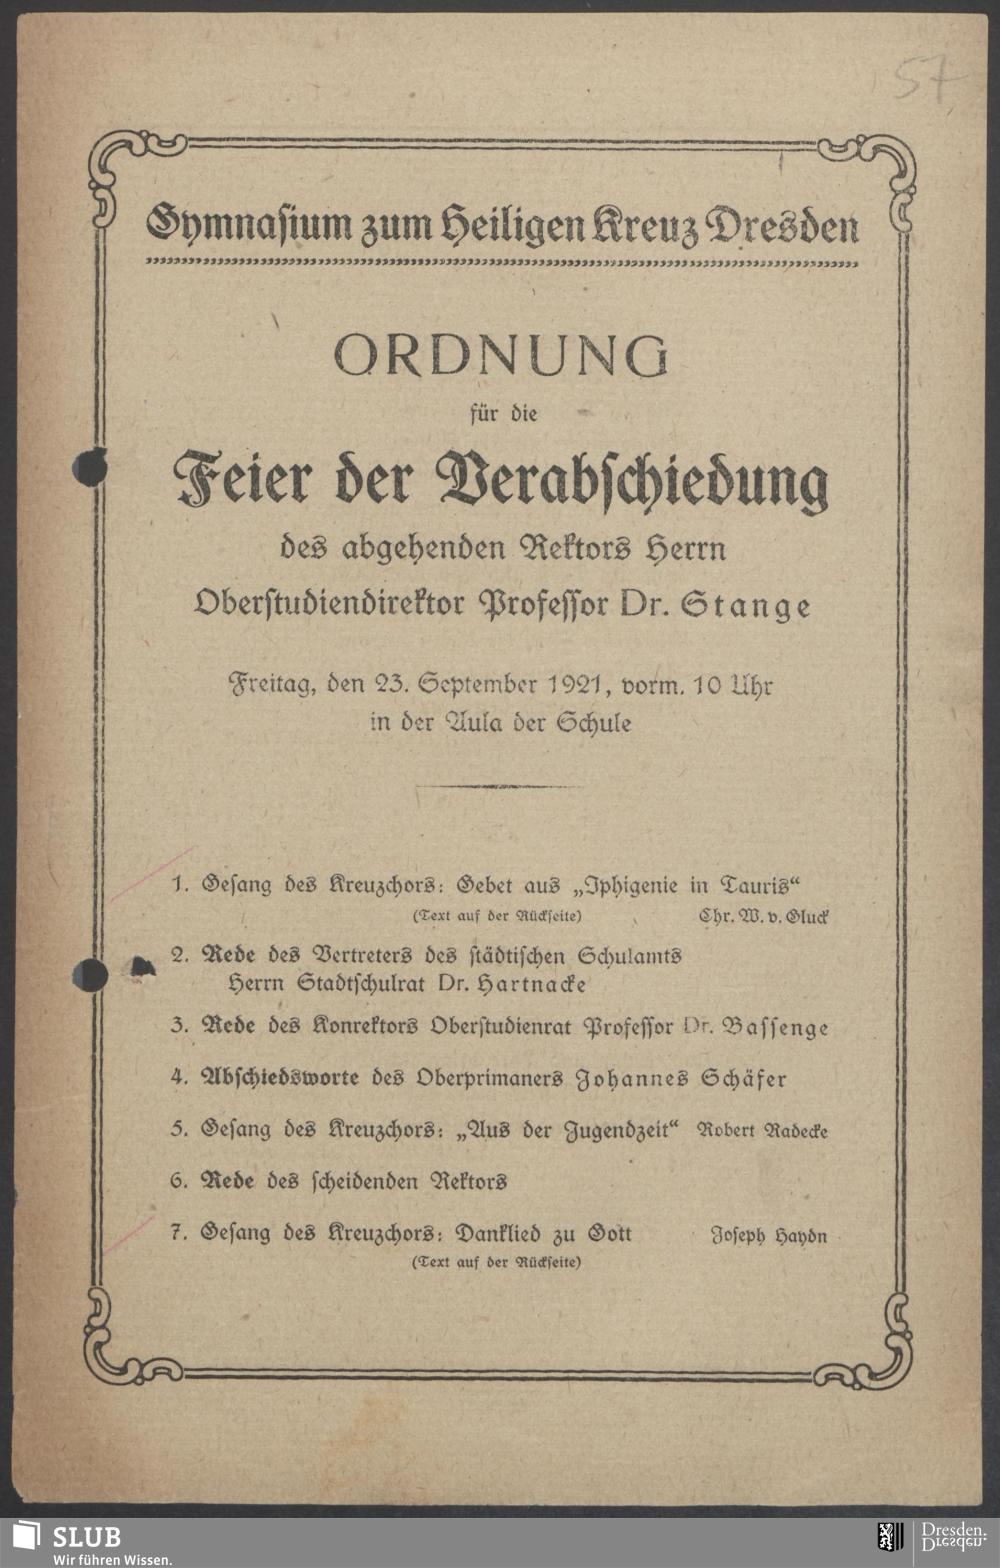 57
Gymnasium zum Heiligen Kreuz Dresden
ORDNUNG
für die
Feier der Verabschiedung
des abgehenden Rektors Herrn
Oberstudiendirektor Professor Dr. Stange
Freitag, den 23. September 1921, vorm. 10 Uhr
in der Aula der Schule
1. Gesang des Kreuzchors: Gebet aus „Iphigenie in Tauris“
(Text auf der Rückseite) Chr. W. v. Gluck
2. Rede des Vertreters des städtischen Schulamts
Herrn Stadtschulrat Dr. Hartnacke
3. Rede des Konrektors Oberstudienrat Professor Dr. Bassenge
4. Abschiedsworte des Oberprimaners Johannes Schäfer
5. Gesang des Kreuzchors: „Aus der Jugendzeit“ Robert Radecke
6. Rede des scheidenden Rektors
7. Gesang des Kreuzchors: Danklied zu Gott Joseph Haydn
(Text auf der Rückseite)
SLUB
Wir führen Wissen.
Dresden.
Dresden.